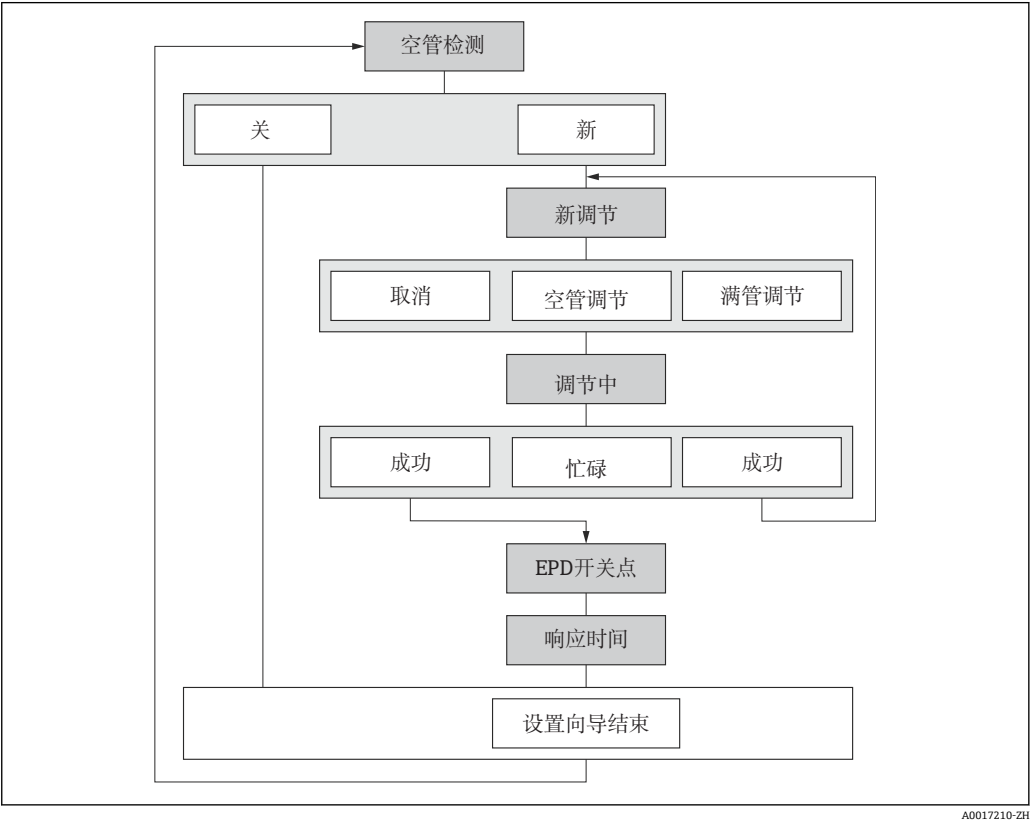 空管检测
关
新
新调节
取消
空管调节
满管调节
调节中
成功
忙碌
成功
EPD开关点
响应时间
设置向导结束
A0017210-ZH